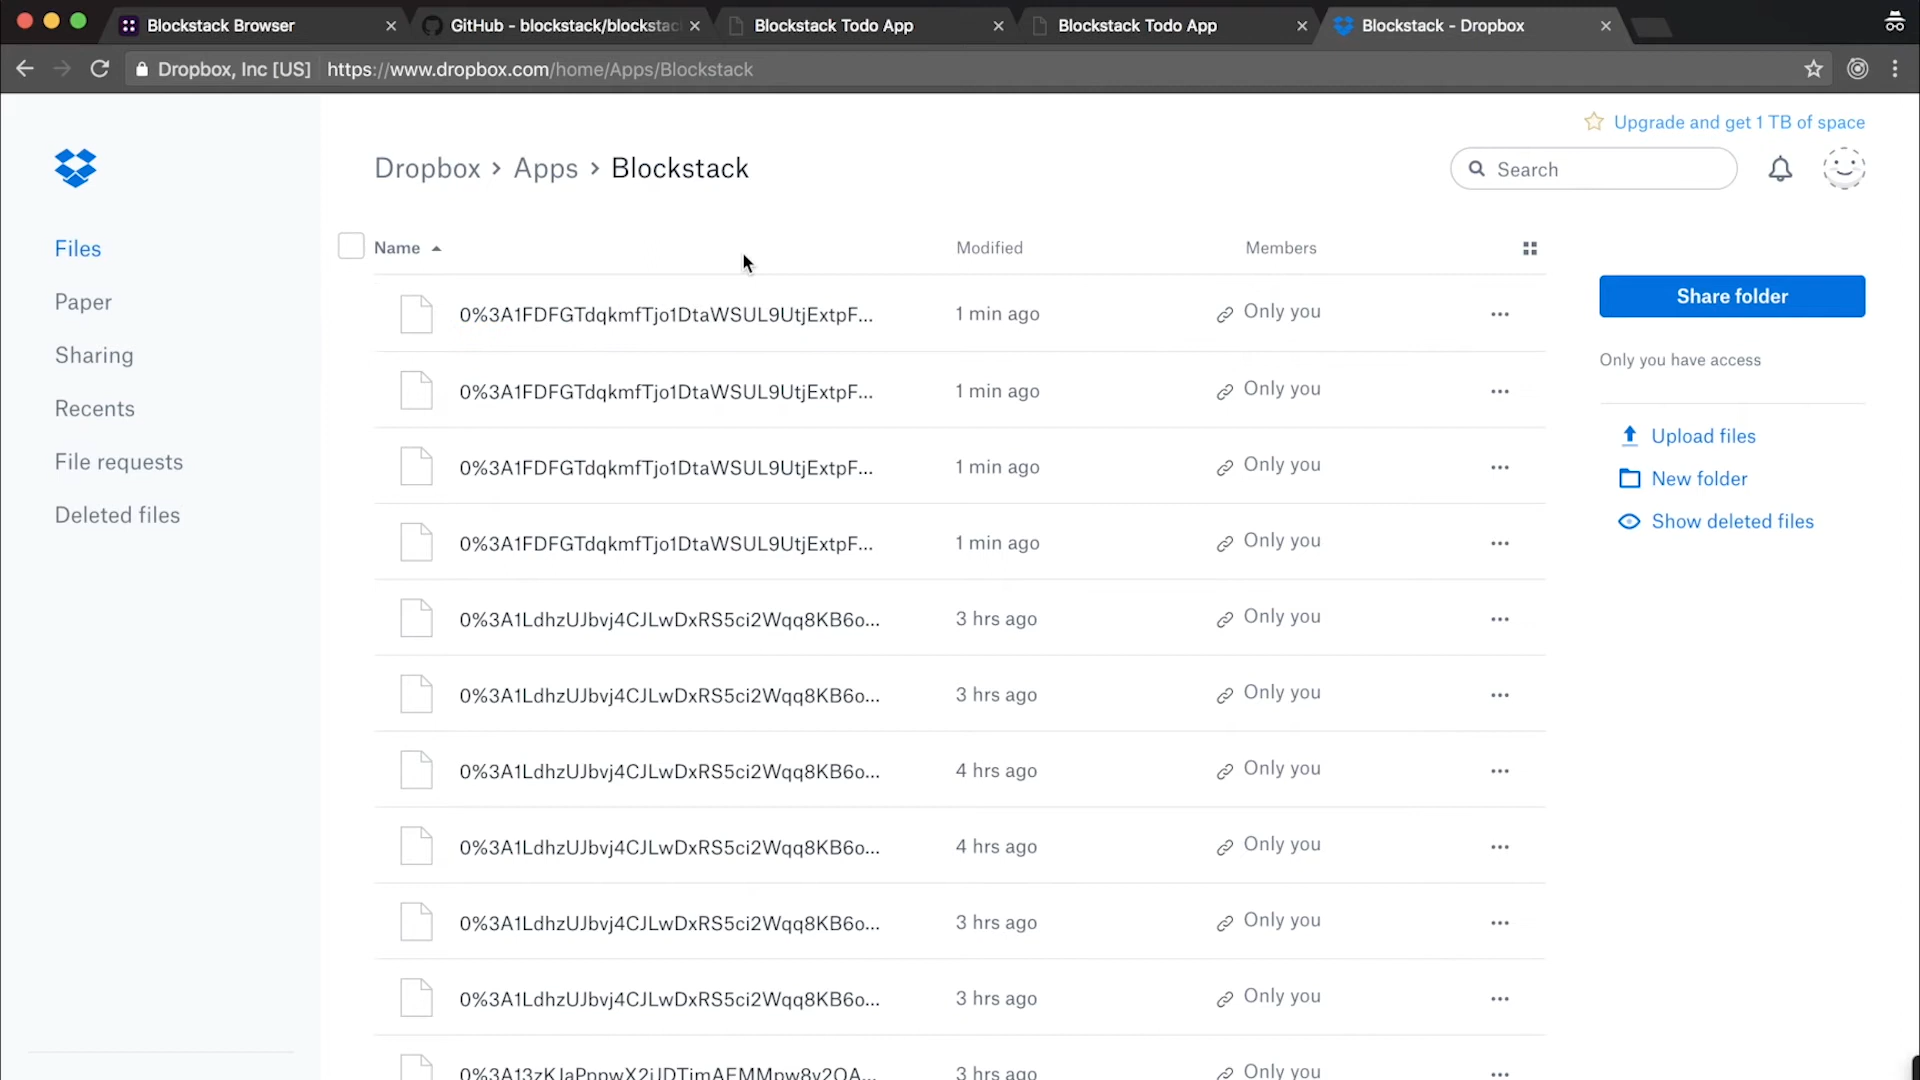 Blockstack Browser
GitHub - blockstack/blockstac
Blockstack Todo App
Blockstack Todo App
Blockstack - Dropbox
Dropbox, Inc [US]
https://www.dropbox.com/home/Apps/Blockstack
Upgrade and get 1 TB of space
Dropbox › Apps › Blockstack
Search
Files
Paper
Sharing
Recents
File requests
Deleted files
Name Modified Members
0%3A1FDFGTdqkmfTjo1DtaWSUL9UtjExtpF... 1 min ago Only you
0%3A1FDFGTdqkmfTjo1DtaWSUL9UtjExtpF... 1 min ago Only you
0%3A1FDFGTdqkmfTjo1DtaWSUL9UtjExtpF... 1 min ago Only you
0%3A1FDFGTdqkmfTjo1DtaWSUL9UtjExtpF... 1 min ago Only you
0%3A1LdhzUJbvj4CJLwDxRS5ci2Wqq8KB6o... 3 hrs ago Only you
0%3A1LdhzUJbvj4CJLwDxRS5ci2Wqq8KB6o... 3 hrs ago Only you
0%3A1LdhzUJbvj4CJLwDxRS5ci2Wqq8KB6o... 4 hrs ago Only you
0%3A1LdhzUJbvj4CJLwDxRS5ci2Wqq8KB6o... 4 hrs ago Only you
0%3A1LdhzUJbvj4CJLwDxRS5ci2Wqq8KB6o... 3 hrs ago Only you
0%3A1LdhzUJbvj4CJLwDxRS5ci2Wqq8KB6o... 3 hrs ago Only you
3 hrs ago Only you
Share folder
Only you have access
Upload files
New folder
Show deleted files